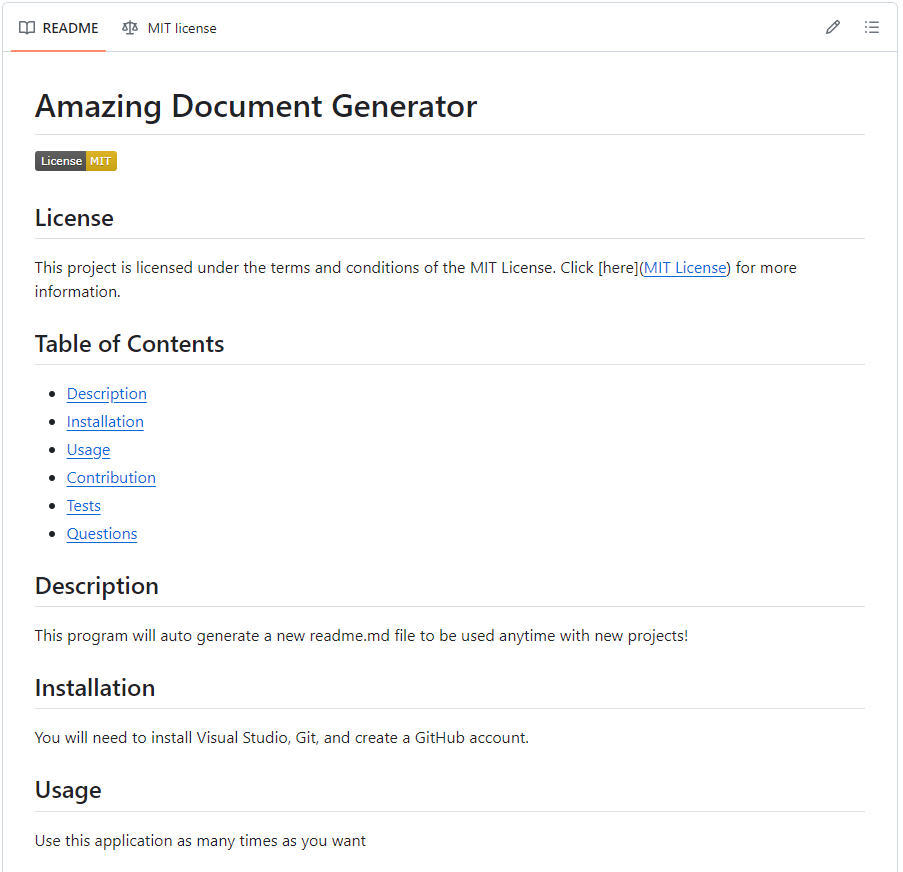 README MIT license
Amazing Document Generator
License MIT
License
This project is licensed under the terms and conditions of the MIT License. Click [here](MIT License) for more
information.
Table of Contents
Description
Installation
Usage
Contribution
Tests
Questions
Description
This program will auto generate a new readme.md file to be used anytime with new projects!
Installation
You will need to install Visual Studio, Git, and create a GitHub account.
Usage
Use this application as many times as you want